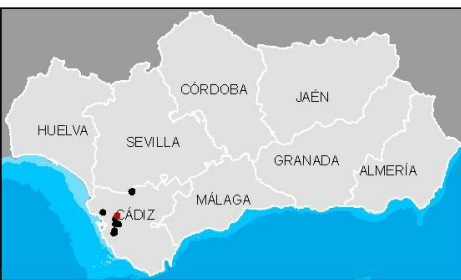 CÓRDOBA
JAÉN
HUELVA
SEVILLA
GRANADA
ALMERÍA
MÁLAGA
CÁDIZ